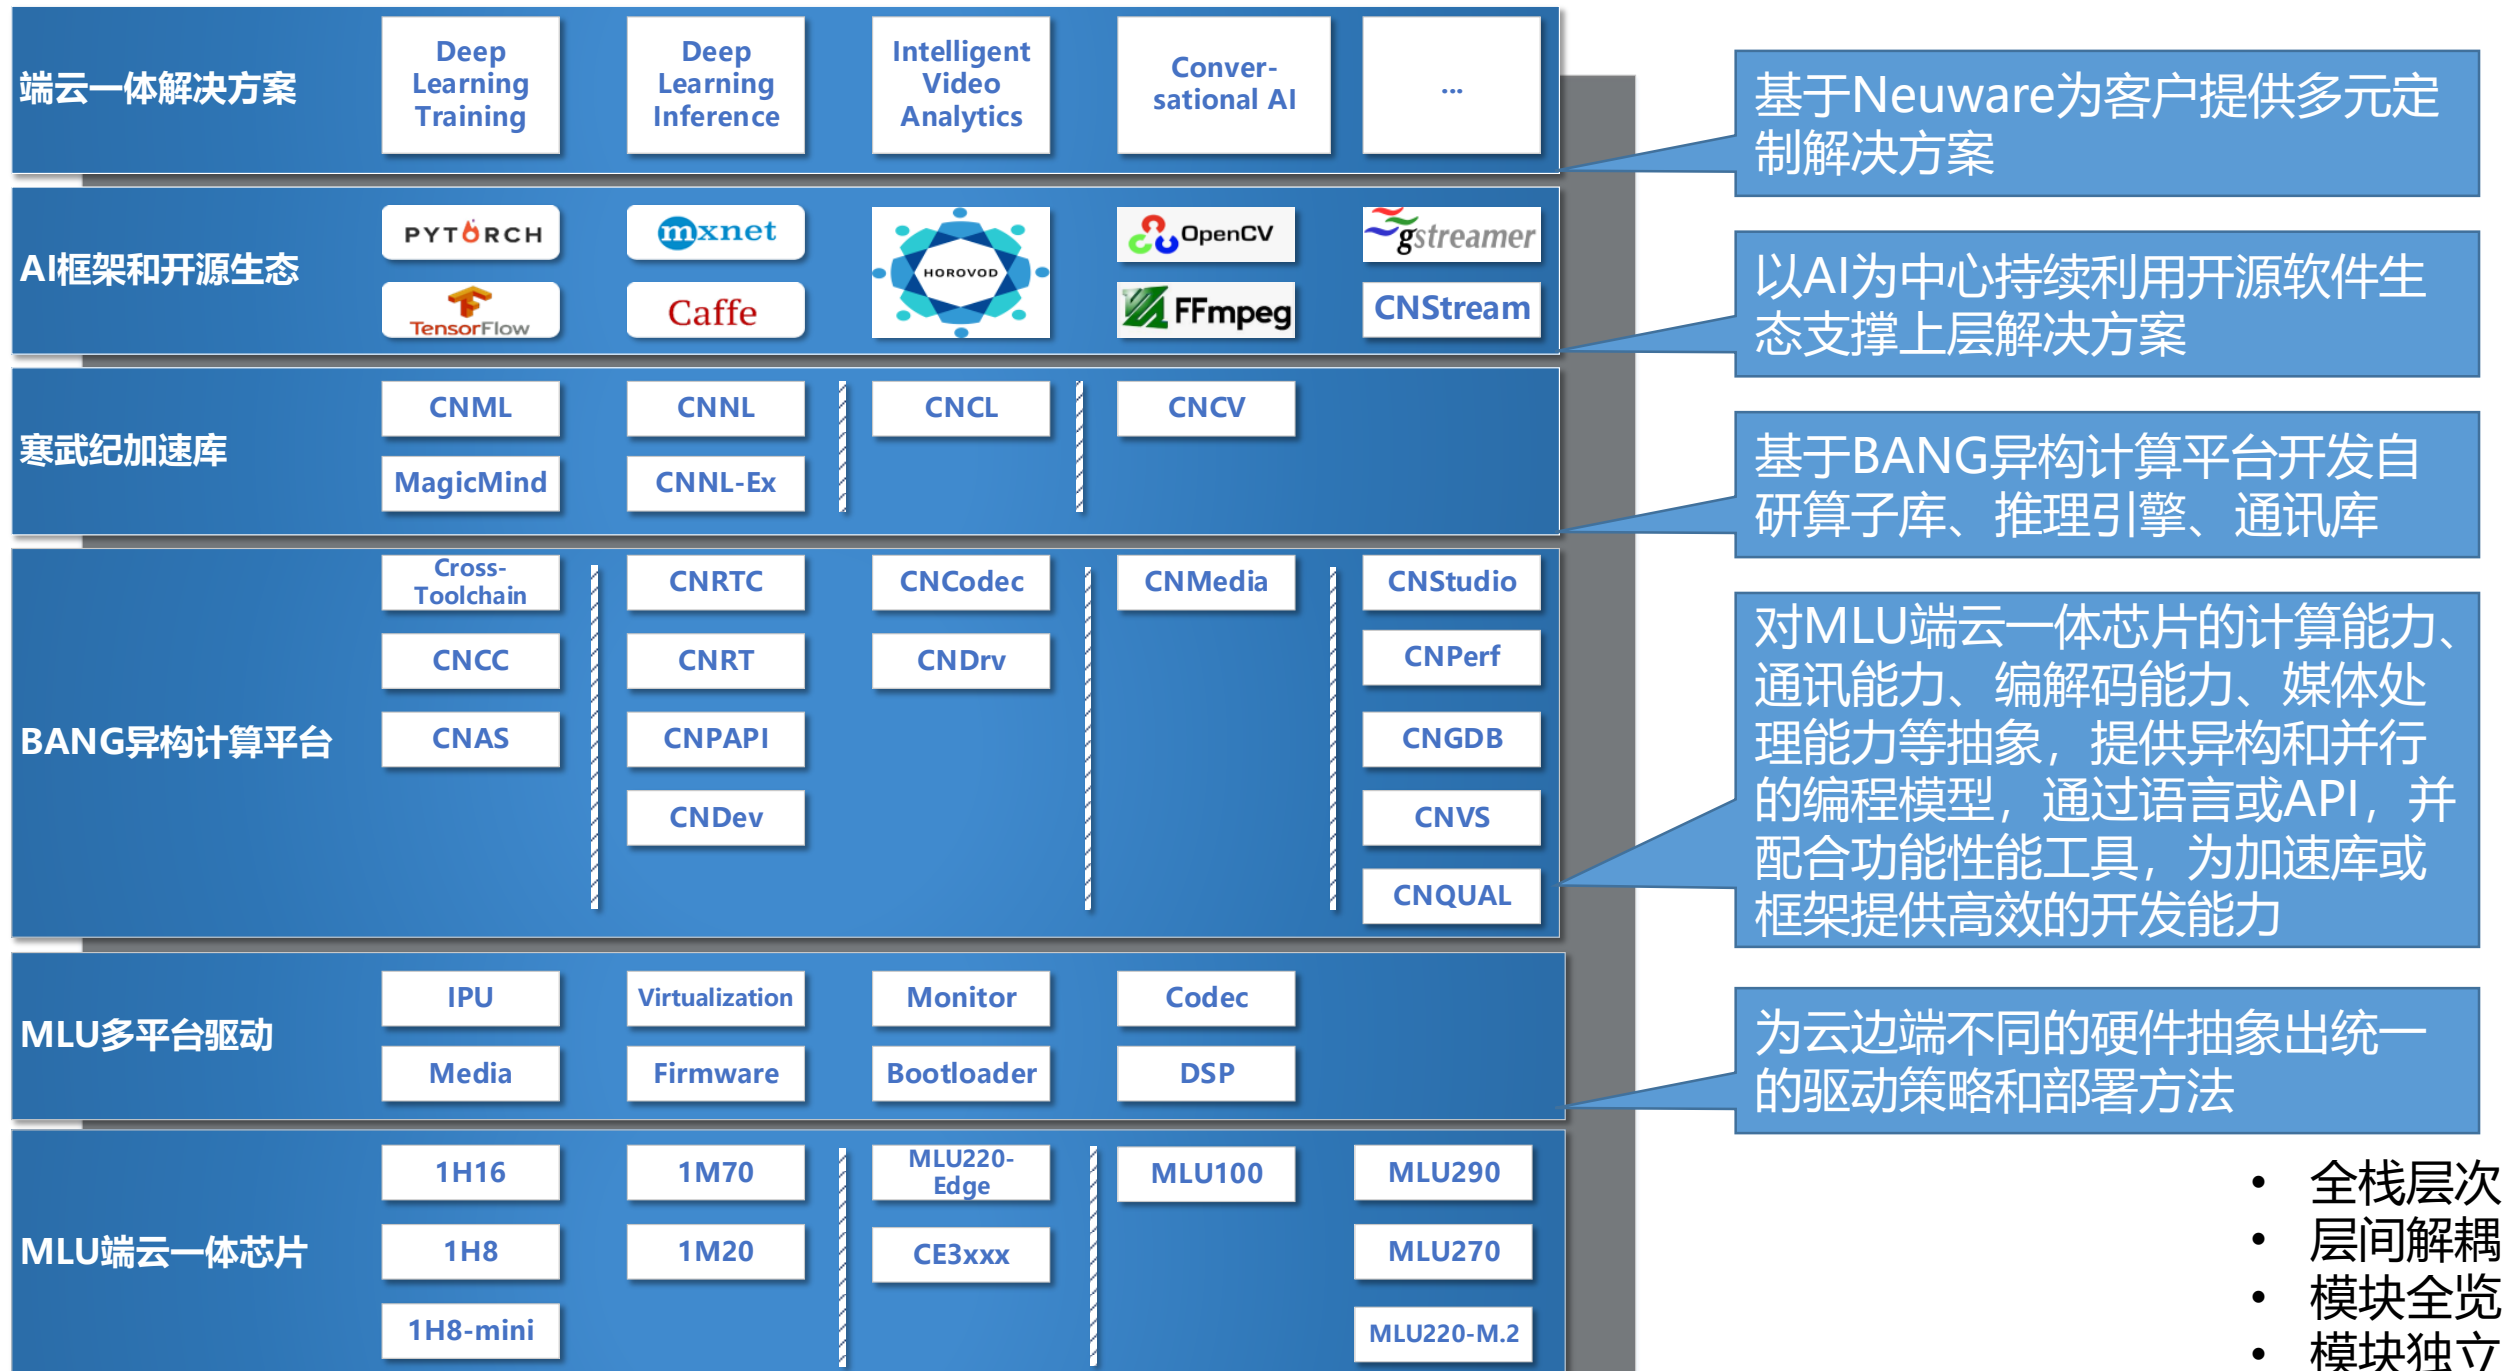 端云一体解决方案
Deep
Learning
Training
Deep
Learning
Inference
Intelligent
Video
Analytics
Conver-
sational AI
...
基于Neuware为客户提供多元定
制解决方案
AI框架和开源生态
PYTORCH
mxnet
HOROVOD
OpenCV
gstreamer
TensorFlow
Caffe
FFmpeg
CNStream
以AI为中心持续利用开源软件生
态支撑上层解决方案
寒武纪加速库
CNML
CNNL
CNCL
CNCV
MagicMind
CNNL-Ex
基于BANG异构计算平台开发自
研算子库、推理引擎、通讯库
BANG异构计算平台
Cross-
Toolchain
CNRTC
CNCodec
CNMedia
CNStudio
CNCC
CNRT
CNDrv
CNPerf
CNAS
CNPAPI
CNGDB
CNDev
CNVS
CNQUAL
对MLU端云一体芯片的计算能力、
通讯能力、编解码能力、媒体处
理能力等抽象，提供异构和并行
的编程模型，通过语言或API，并
配合功能性能工具，为加速库或
框架提供高效的开发能力
MLU多平台驱动
IPU
Virtualization
Monitor
Codec
Media
Firmware
Bootloader
DSP
为云边端不同的硬件抽象出统一
的驱动策略和部署方法
MLU端云一体芯片
1H16
1M70
MLU220-
Edge
MLU100
MLU290
1H8
1M20
CE3xxx
MLU270
1H8-mini
MLU220-M.2
• 全栈层次
• 层间解耦
• 模块全览
• 模块独立